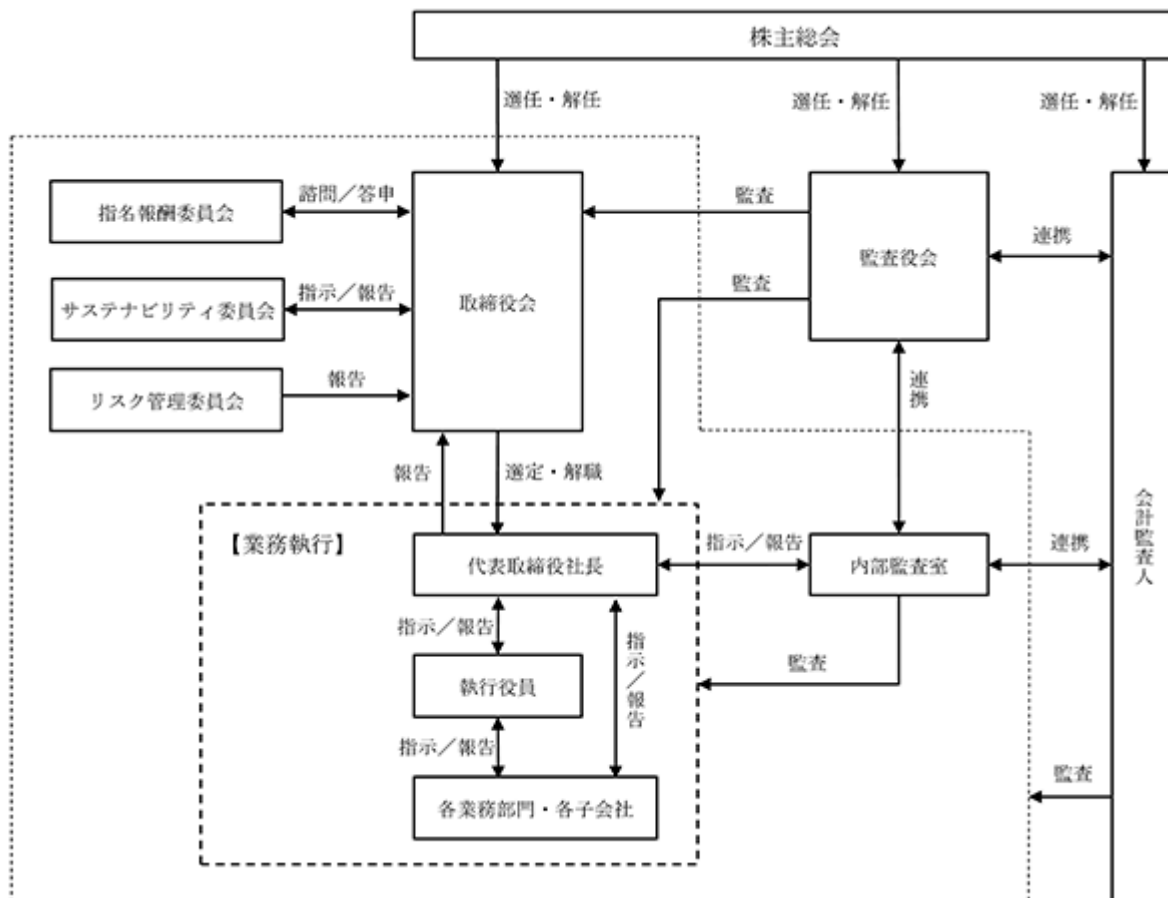 株主総会
選任・解任
選任・解任
選任・解任
指名報酬委員会
諮問／答申
サステナビリティ委員会
指示／報告
リスク管理委員会
報告
取締役会
監査
監査
監査役会
連携
連携
会計監査人
報告
選定・解職
【業務執行】
代表取締役社長
指示／報告
内部監査室
連携
指示／報告
指示／報告
執行役員
監査
指示／報告
各業務部門・各子会社
監査